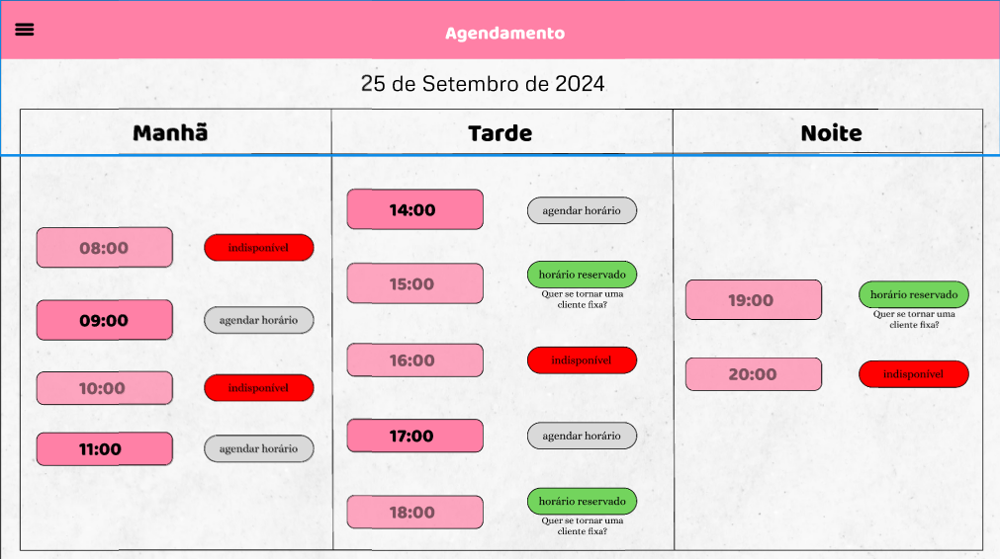 Agendamento
25 de Setembro de 2024
Manhã
Tarde
Noite
08:00
indisponível
09:00
agendar horário
10:00
indisponível
11:00
agendar horário
14:00
agendar horário
15:00
horário reservado
Quer se tornar uma
cliente fixa?
16:00
indisponível
17:00
agendar horário
18:00
horário reservado
Quer se tornar uma
cliente fixa?
19:00
horário reservado
Quer se tornar uma
cliente fixa?
20:00
indisponível